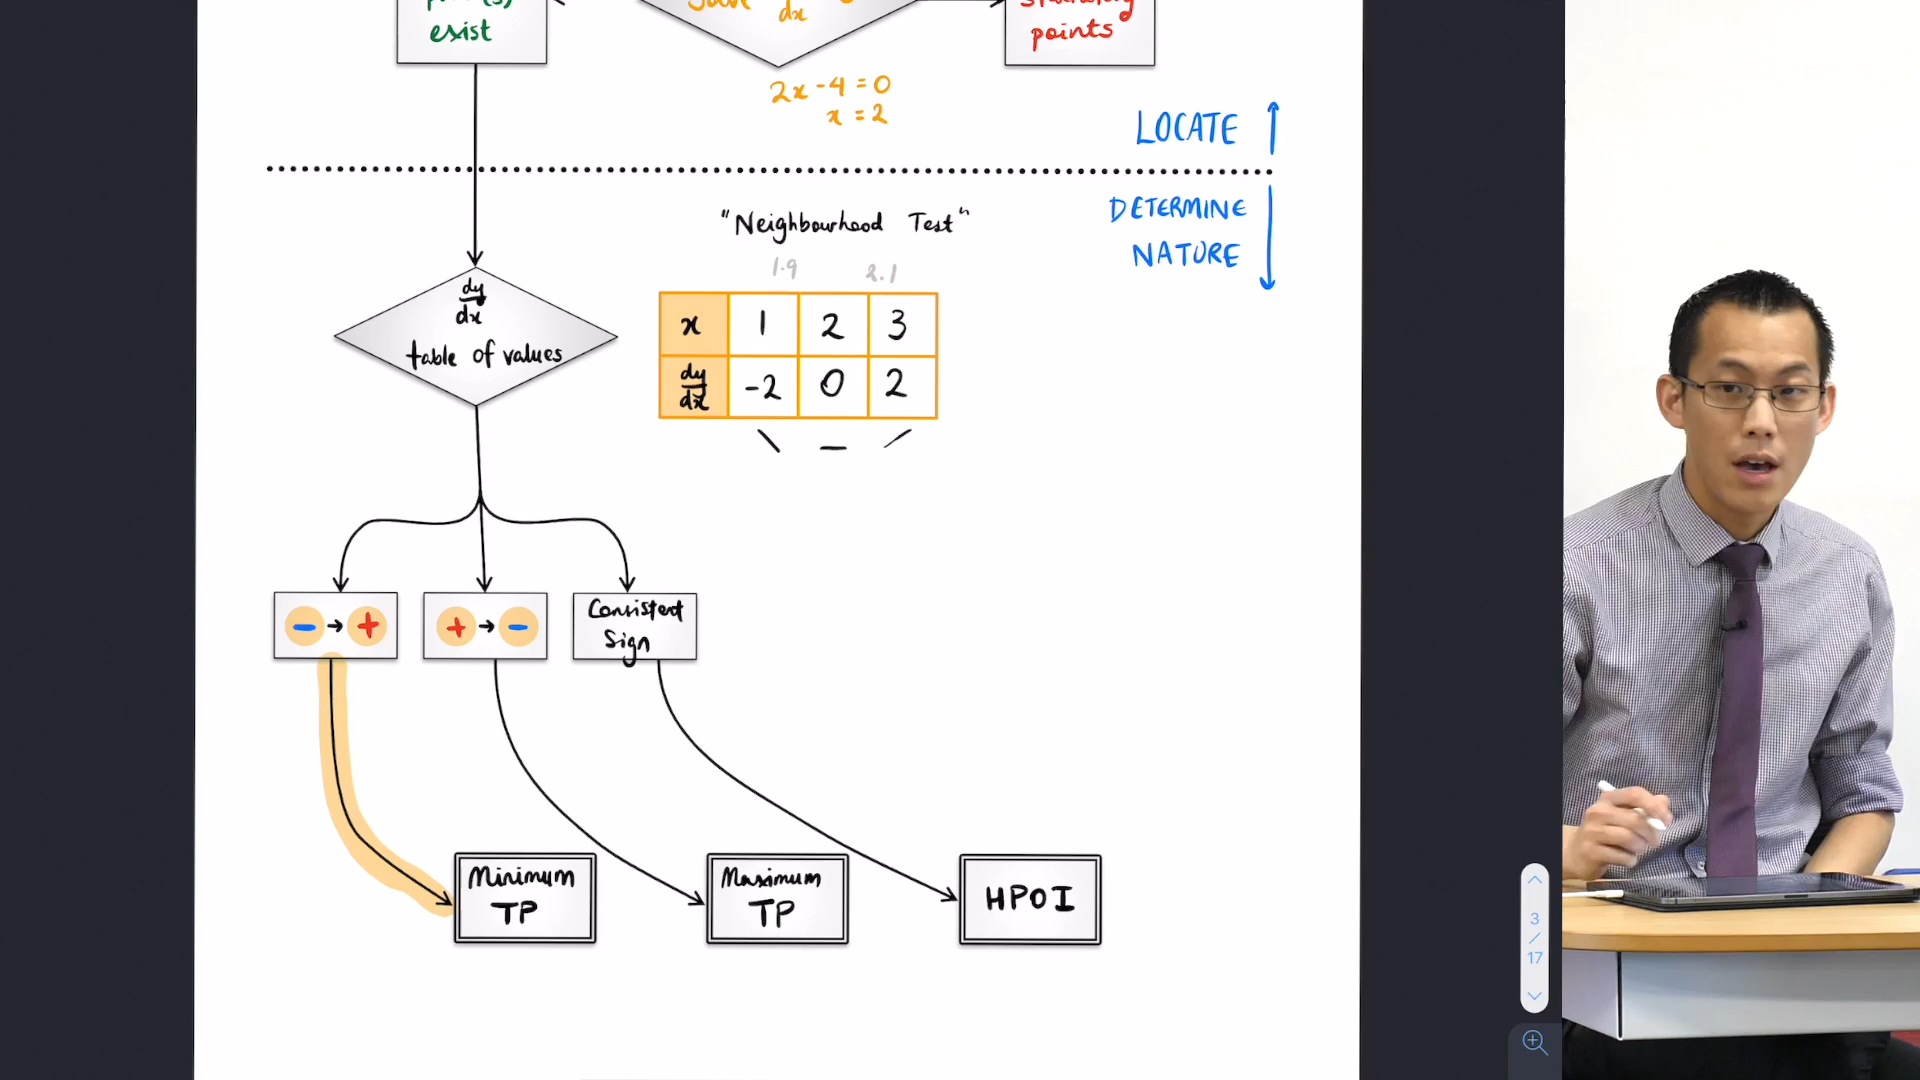 exist
dx
points
2x - 4 = 0
x = 2
LOCATE ↑
DETERMINE
NATURE ↓
"Neighbourhood Test"
1.9 2.1
x 1 2 3
dy/dx -2 0 2
\ — /
dy/dx
table of values
− → +
+ → −
Consistent
Sign
Minimum
TP
Maximum
TP
HPOI
3
/
17